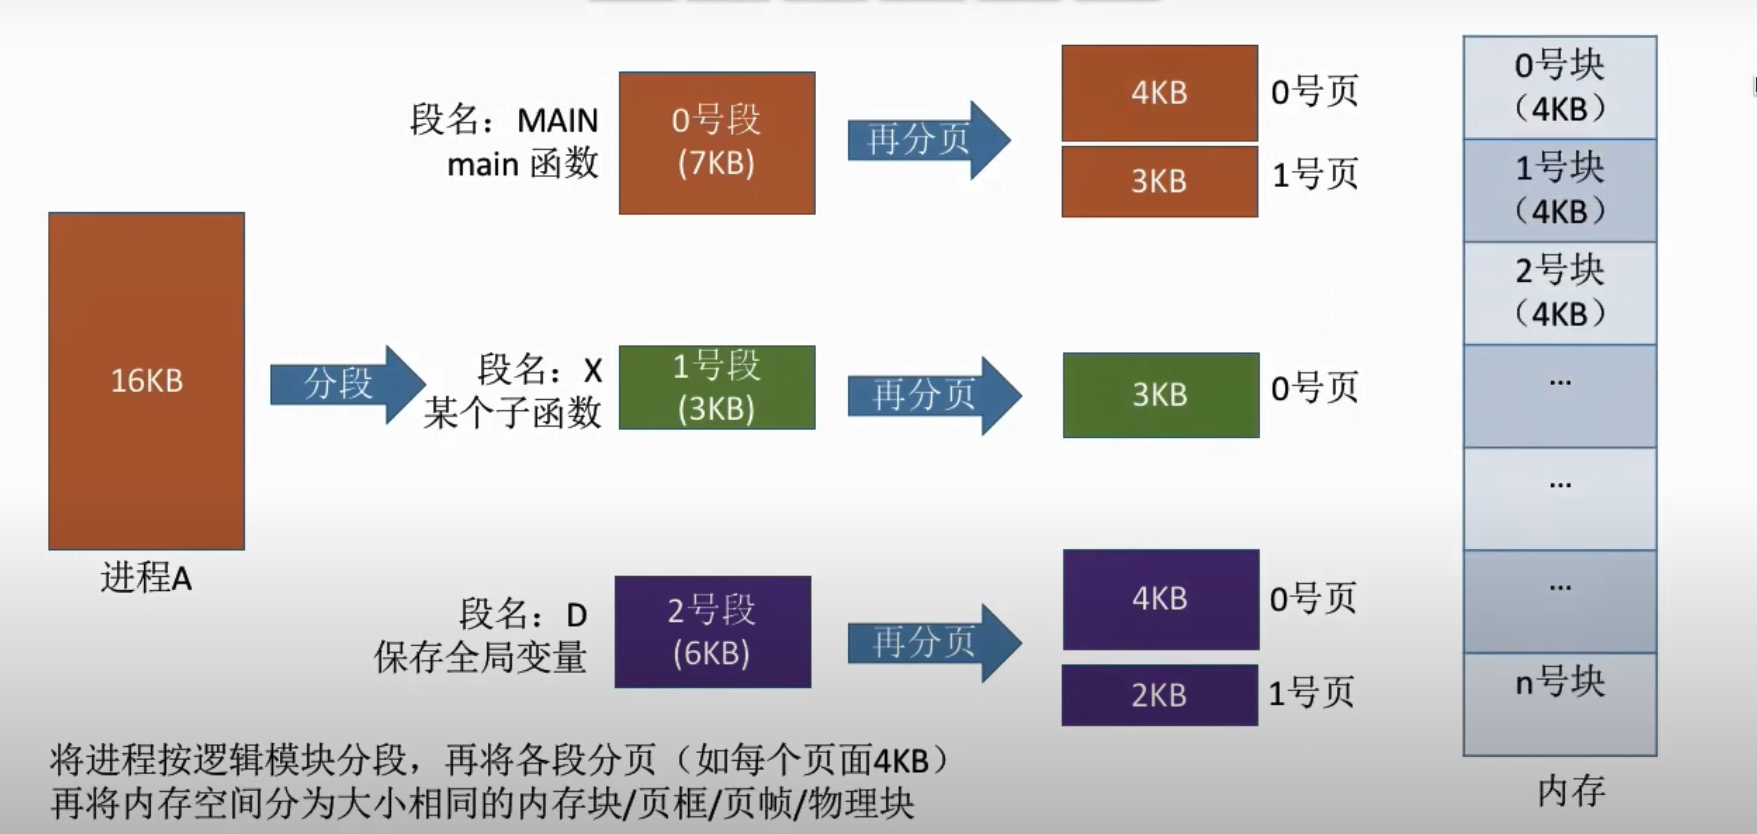 段名：MAIN
main 函数
0号段
(7KB)
再分页
4KB
0号页
3KB
1号页
16KB
进程A
分段
段名：X
某个子函数
1号段
(3KB)
再分页
3KB
0号页
段名：D
保存全局变量
2号段
(6KB)
再分页
4KB
0号页
2KB
1号页
0号块
（4KB）
1号块
（4KB）
2号块
（4KB）
...
...
...
n号块
内存
将进程按逻辑模块分段，再将各段分页（如每个页面4KB）
再将内存空间分为大小相同的内存块/页框/页帧/物理块